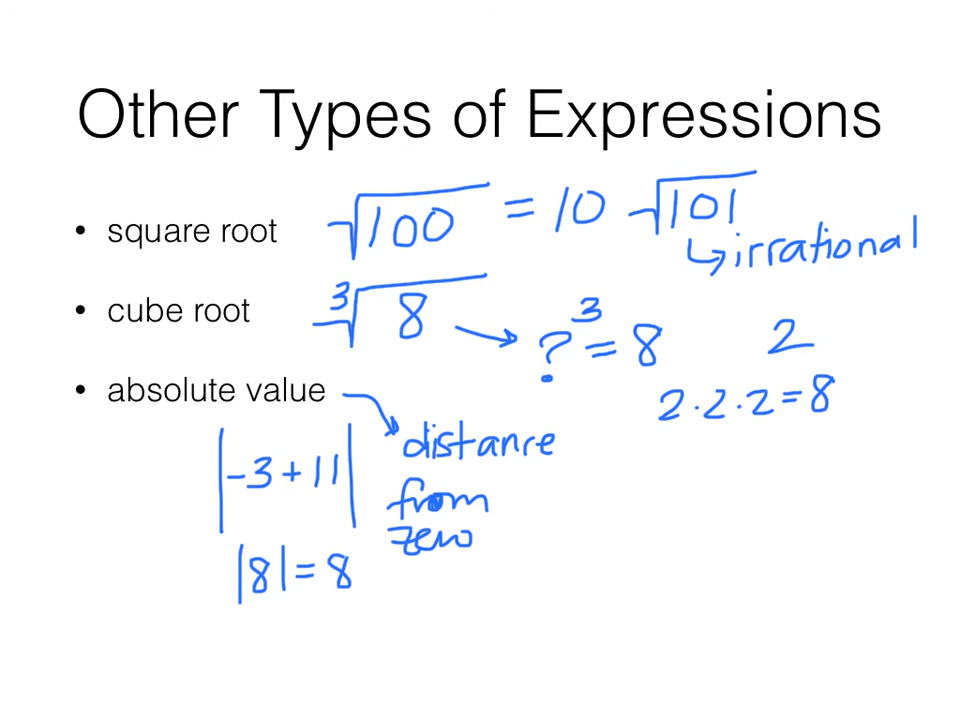 Other Types of Expressions
• square root √100 = 10 √101
↳ irrational
• cube root ∛8 → ?³ = 8 2
2·2·2=8
• absolute value → distance
from
zero
|-3+11|
|8|=8